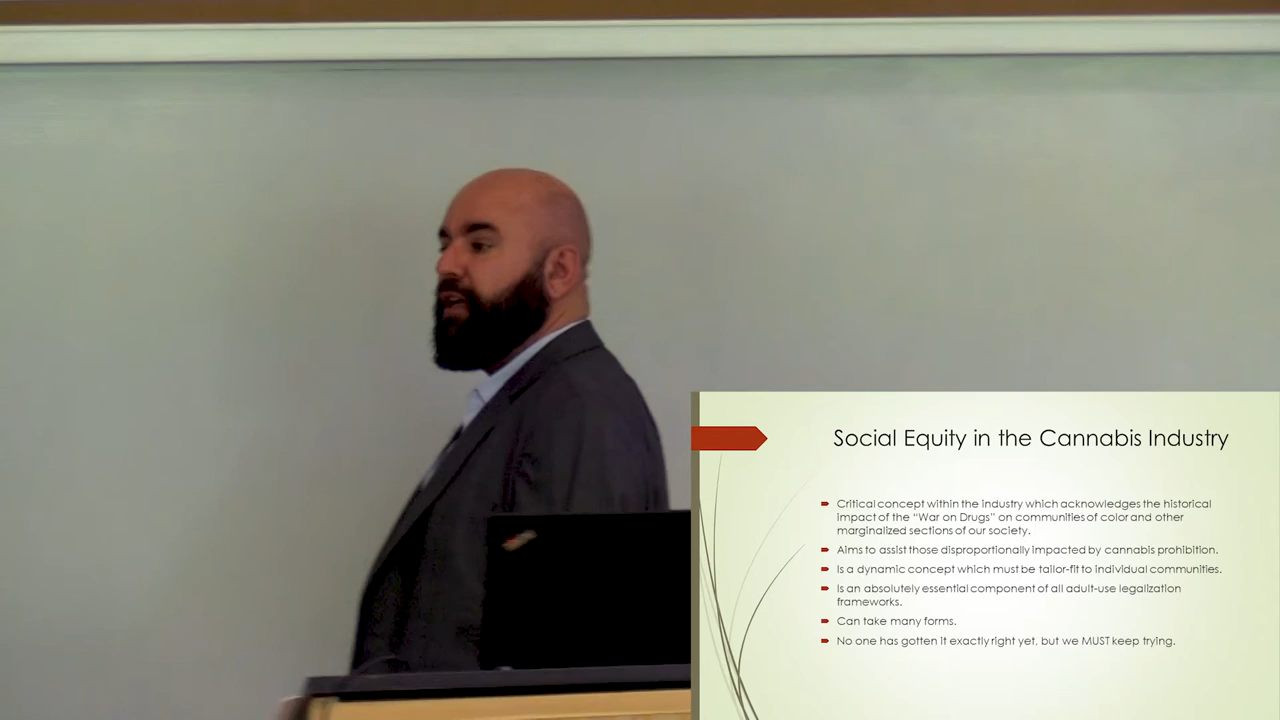 Social Equity in the Cannabis Industry
Critical concept within the industry which acknowledges the historical
impact of the “War on Drugs” on communities of color and other
marginalized sections of our society.
Aims to assist those disproportionally impacted by cannabis prohibition.
Is a dynamic concept which must be tailor-fit to individual communities.
Is an absolutely essential component of all adult-use legalization
frameworks.
Can take many forms.
No one has gotten it exactly right yet, but we MUST keep trying.